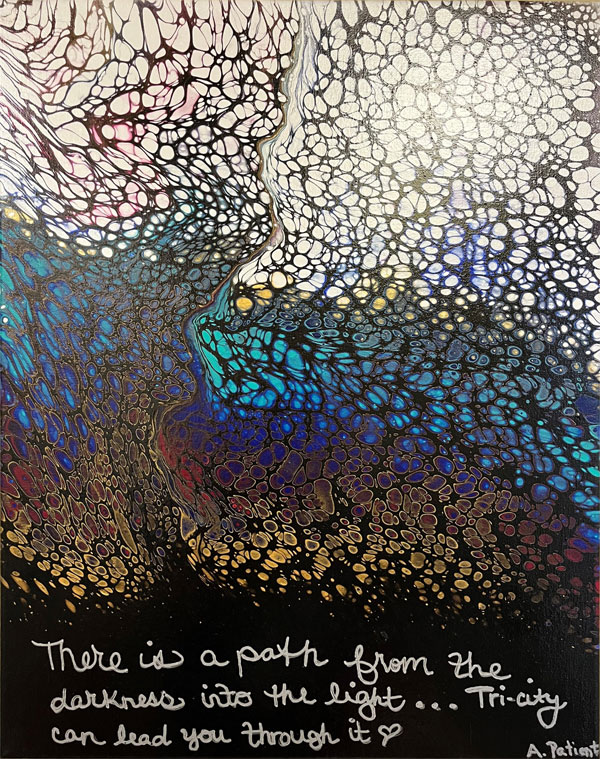 There is a path from the
darkness into the light... Tri-city
can lead you through it ♡
A. Patient